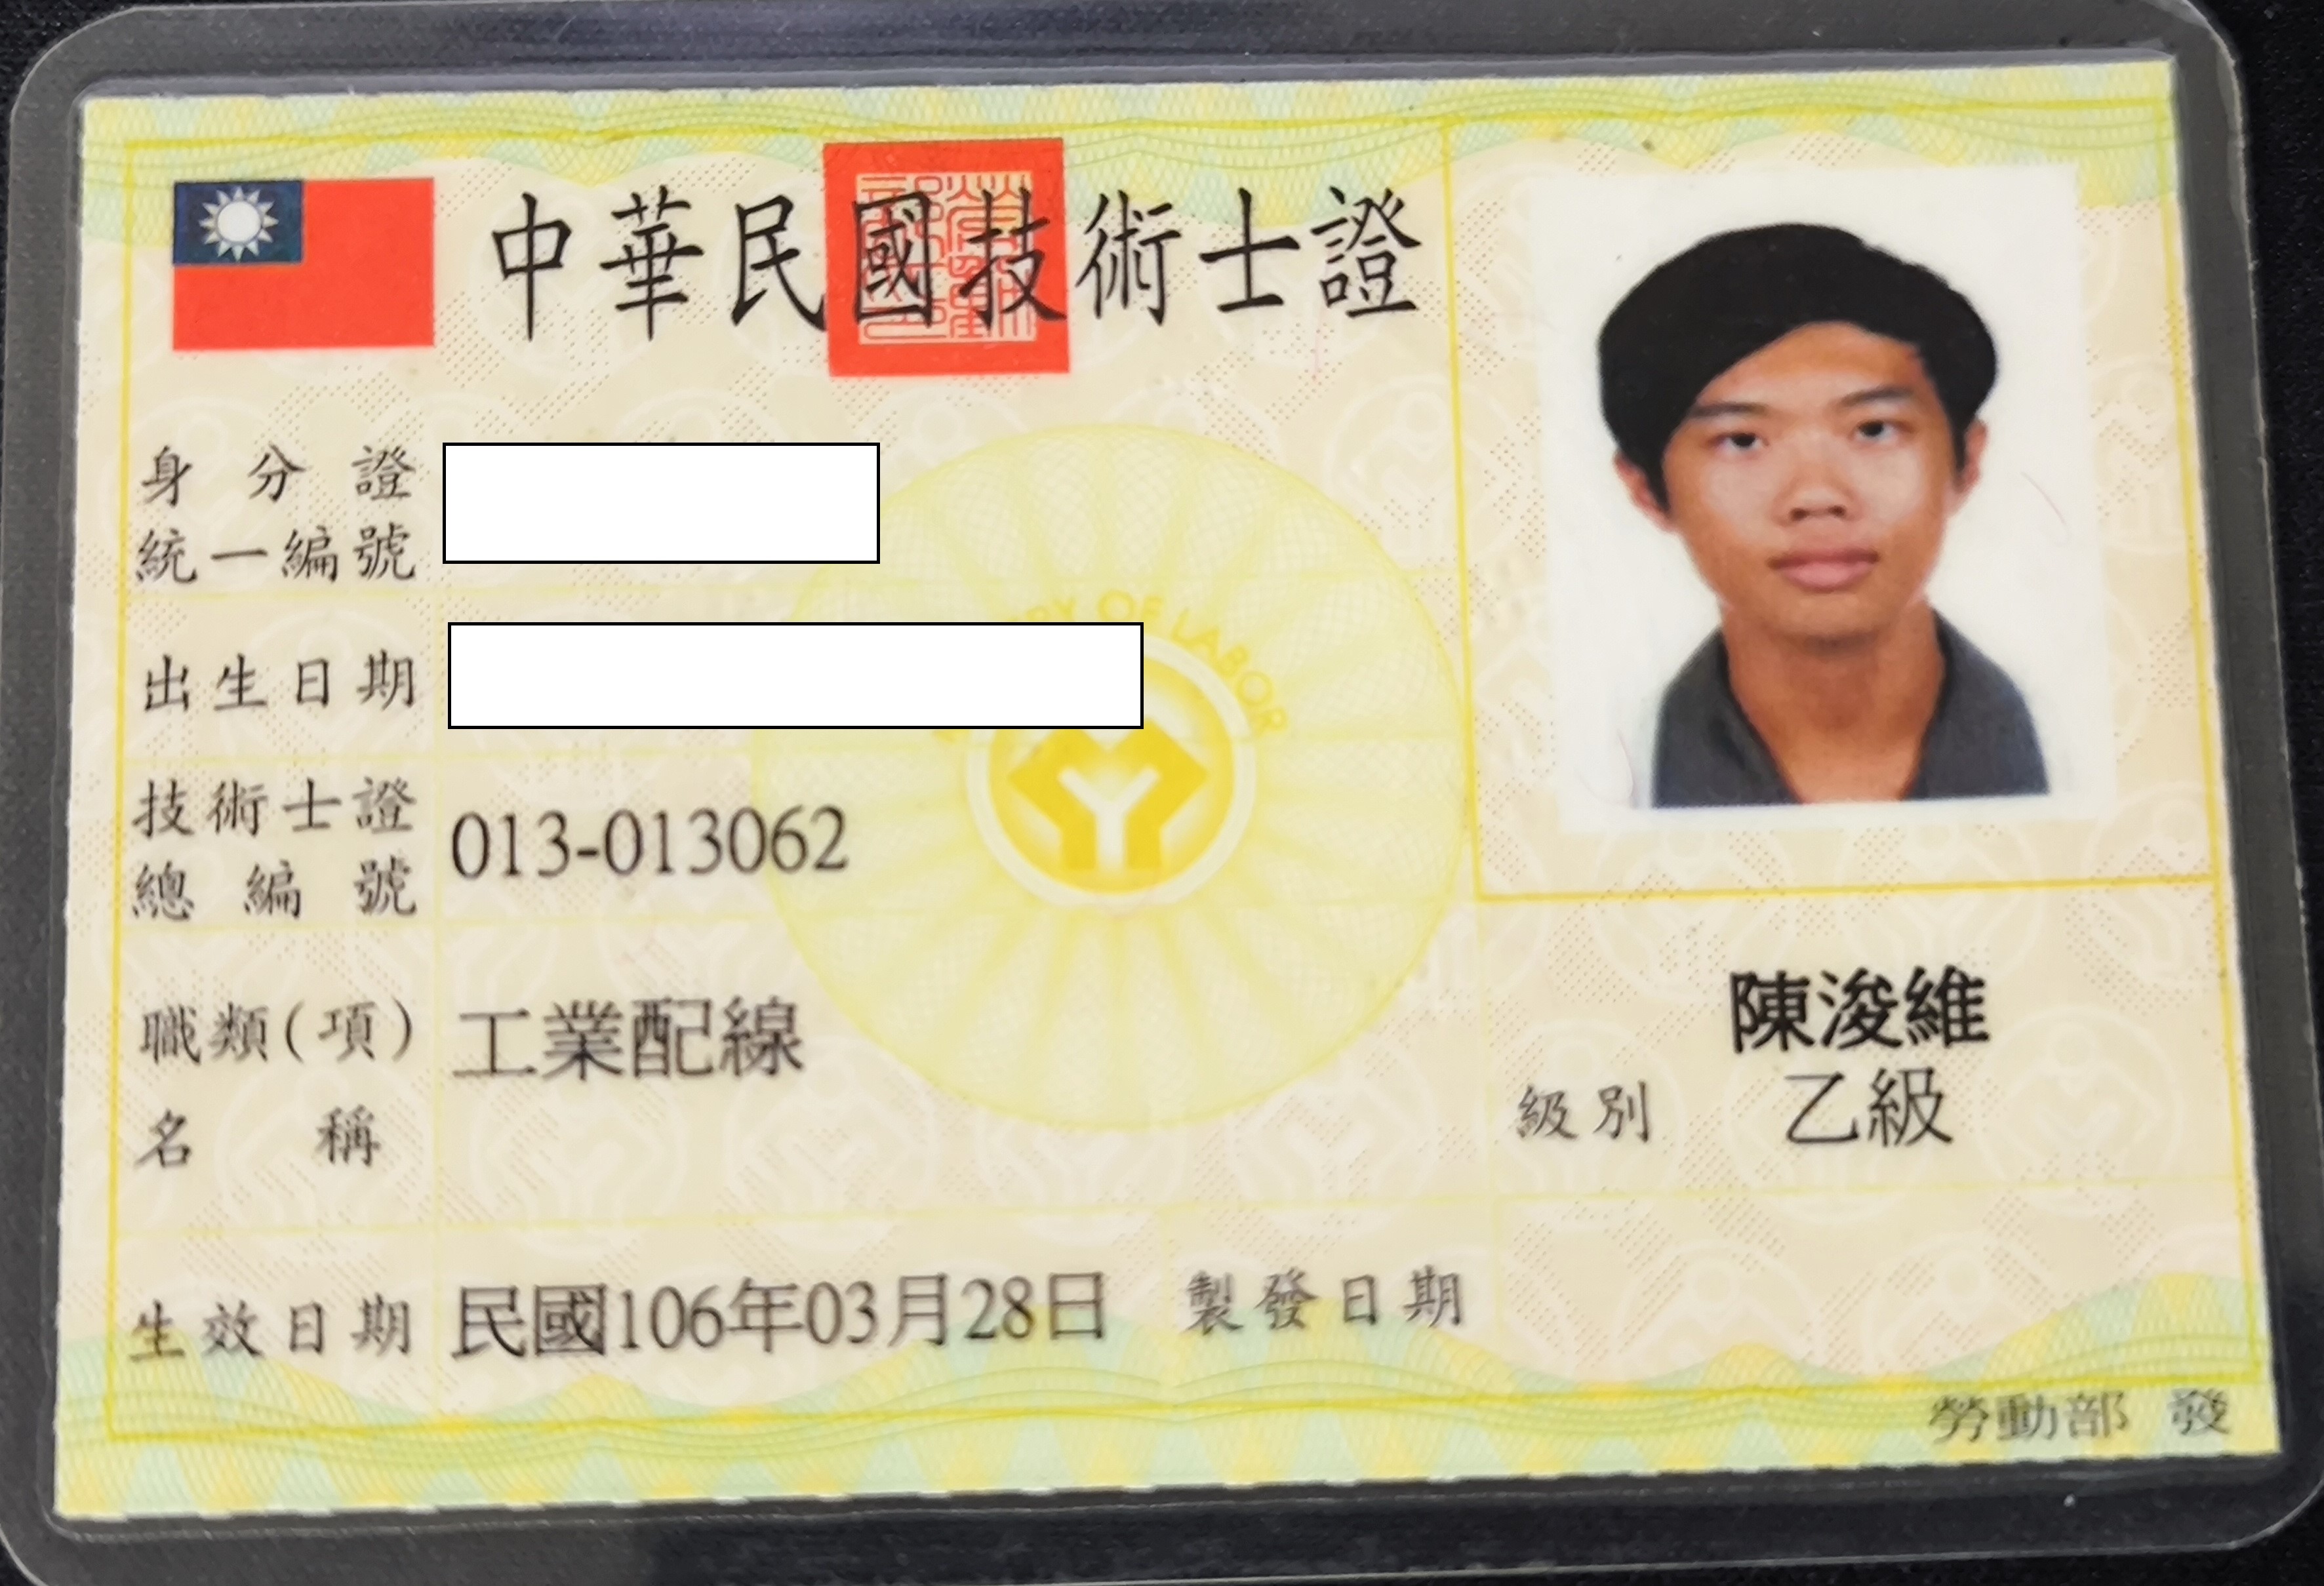 中華民國技術士證
身分證
統一編號
OF LABOR
出生日期
技術士證
總編號
013-013062
職類(項)
名稱
工業配線
陳浚維
級別 乙級
生效日期 民國106年03月28日 製發日期
勞動部 發